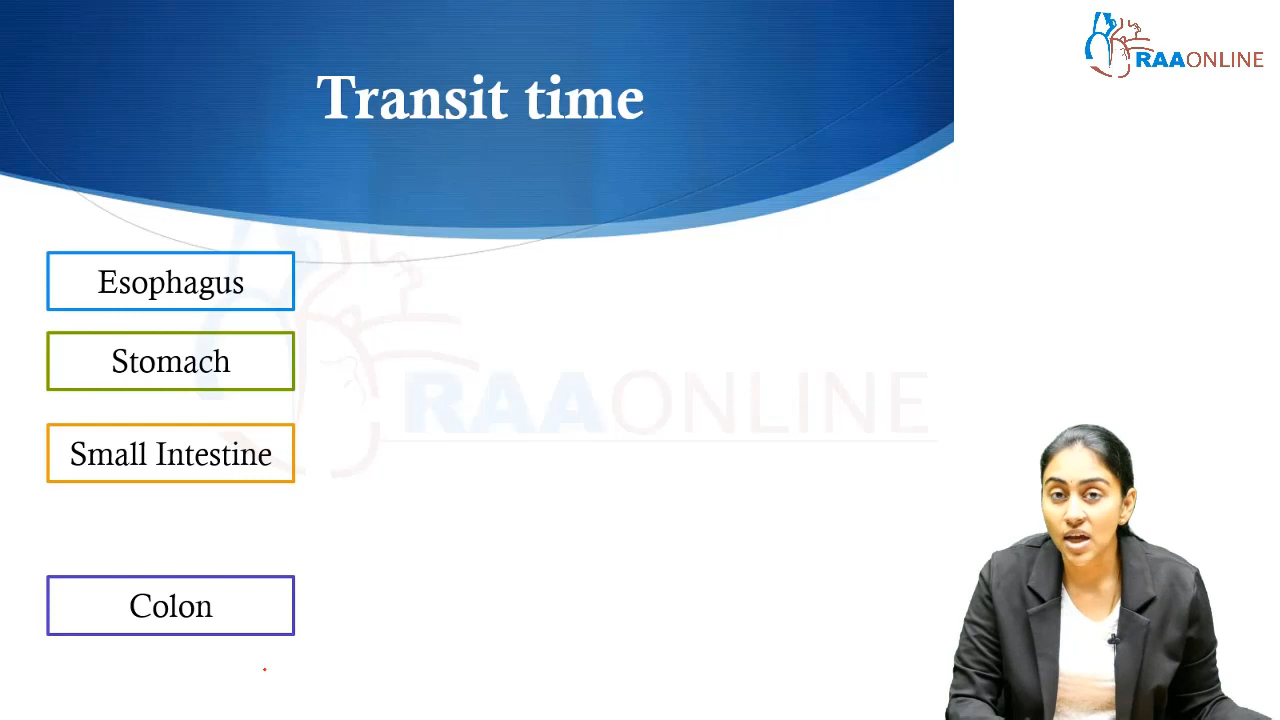 Transit time
RAAONLINE
Esophagus
Stomach
RAAONLINE
Small Intestine
Colon